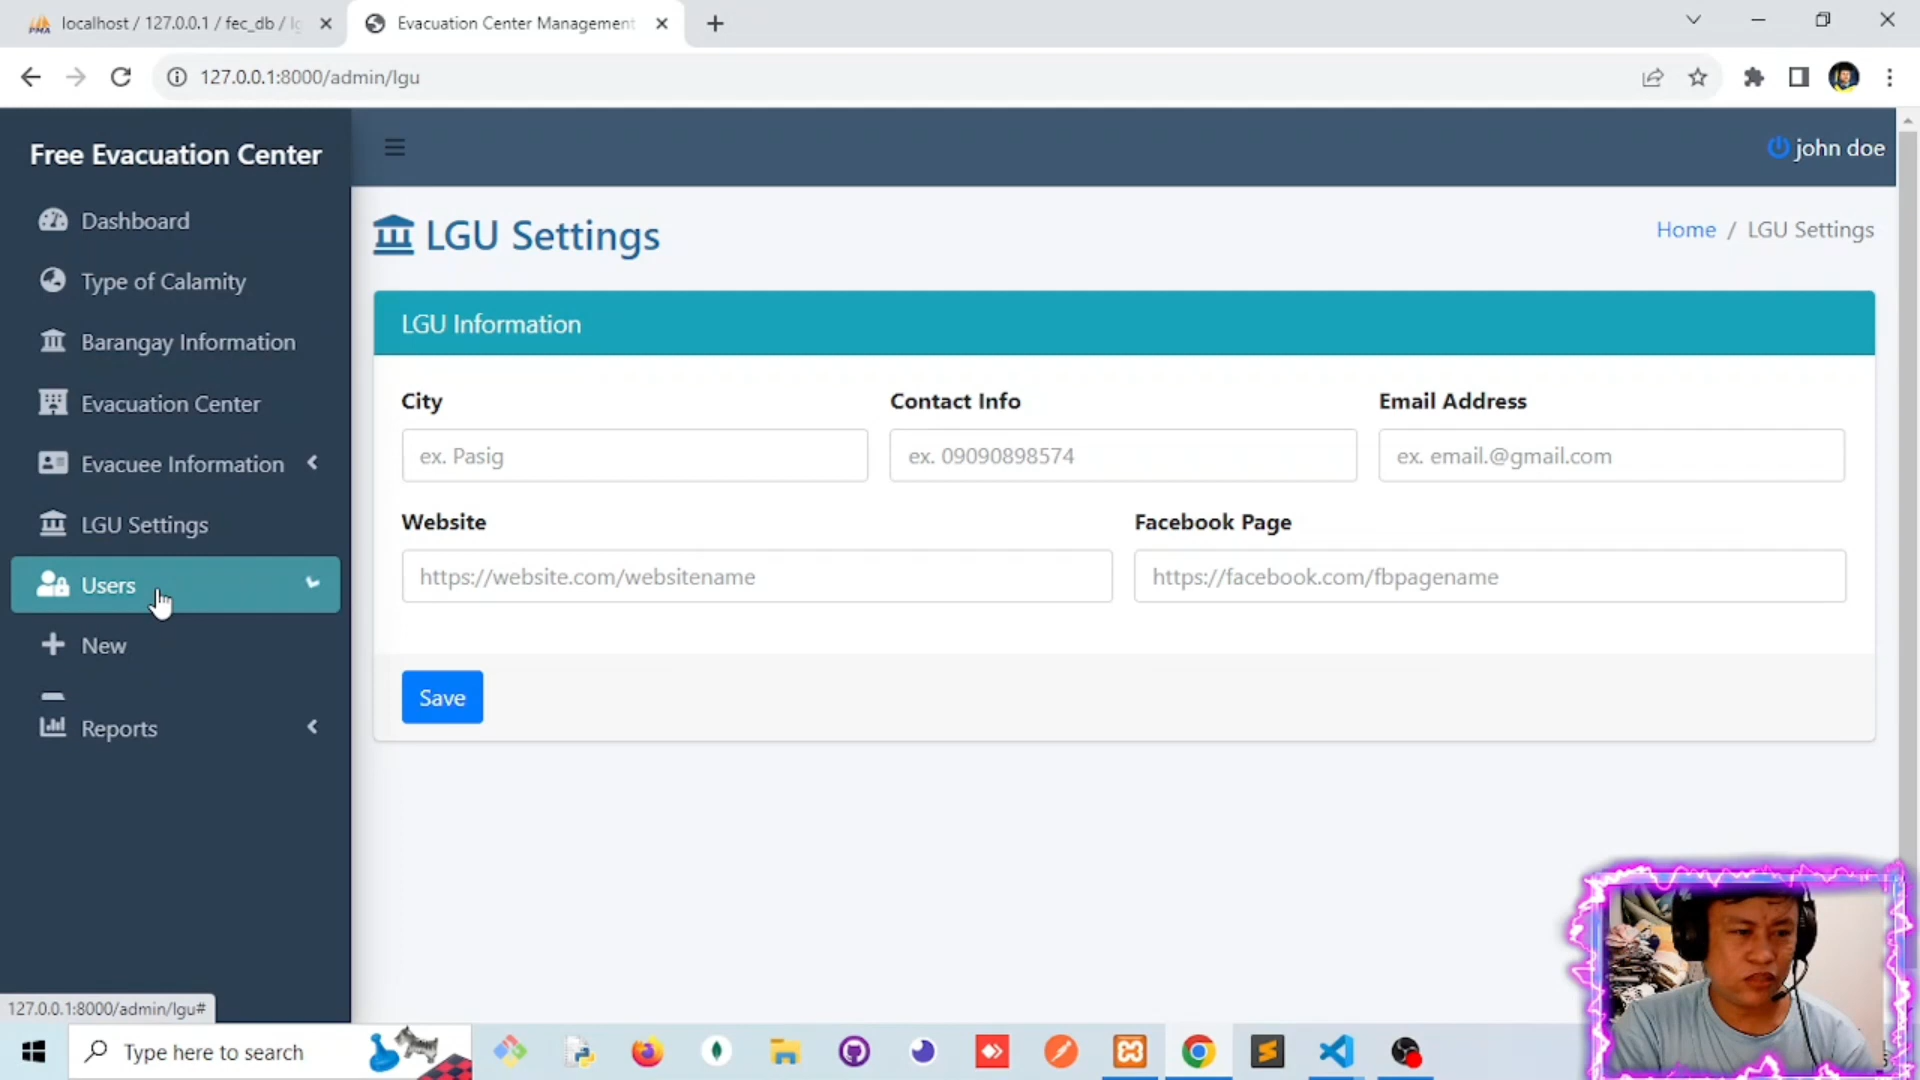 localhost / 127.0.0.1 / fec_db / lg
Evacuation Center Management
127.0.0.1:8000/admin/lgu
Free Evacuation Center
john doe
Dashboard
Type of Calamity
Barangay Information
Evacuation Center
Evacuee Information
LGU Settings
Users
New
Reports
LGU Settings
Home / LGU Settings
LGU Information
City
Contact Info
Email Address
ex. Pasig
ex. 09090898574
ex. email.@gmail.com
Website
Facebook Page
https://website.com/websitename
https://facebook.com/fbpagename
Save
127.0.0.1:8000/admin/lgu#
Type here to search